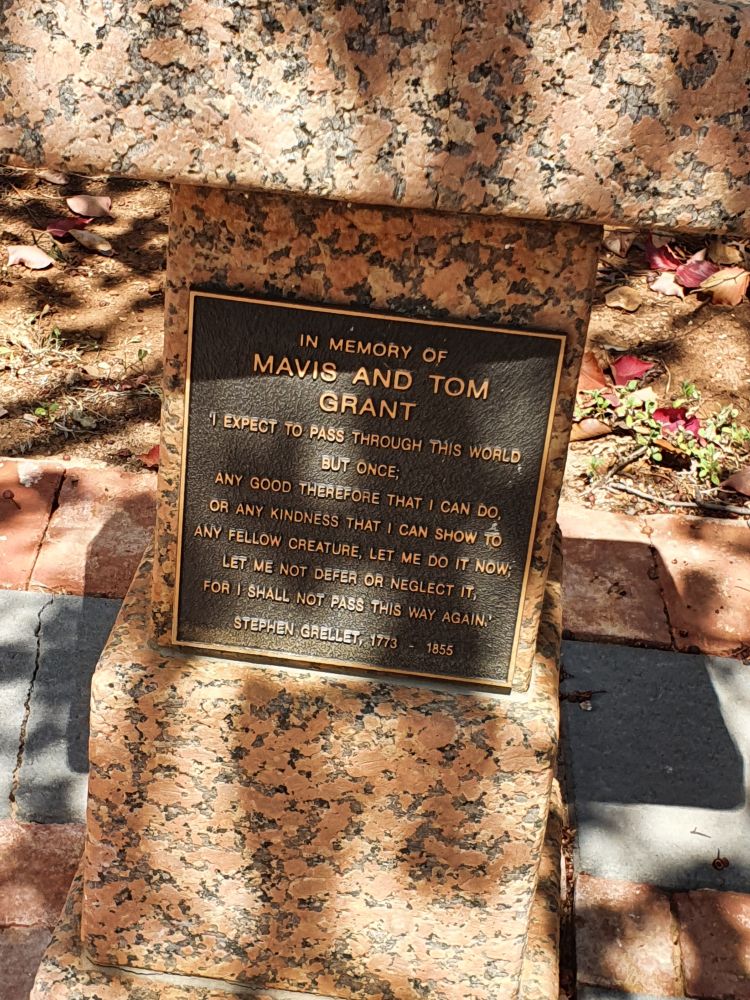 IN MEMORY OF
MAVIS AND TOM
GRANT
'I EXPECT TO PASS THROUGH THIS WORLD
BUT ONCE;
ANY GOOD THEREFORE THAT I CAN DO,
OR ANY KINDNESS THAT I CAN SHOW TO
ANY FELLOW CREATURE, LET ME DO IT NOW;
LET ME NOT DEFER OR NEGLECT IT,
FOR I SHALL NOT PASS THIS WAY AGAIN.'
STEPHEN GRELLET, 1773 - 1855